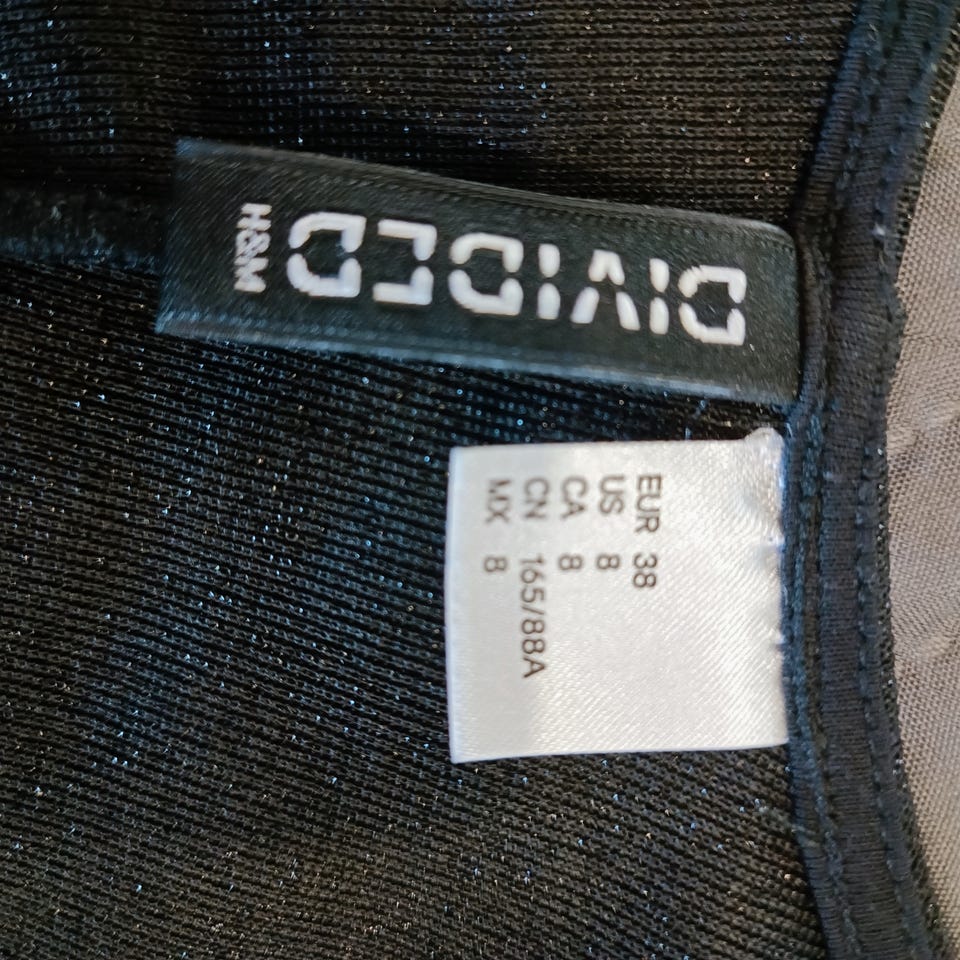 DIVIDED
H&M
EUR 38
US 8
CA 8
CN 165/88A
MX 8